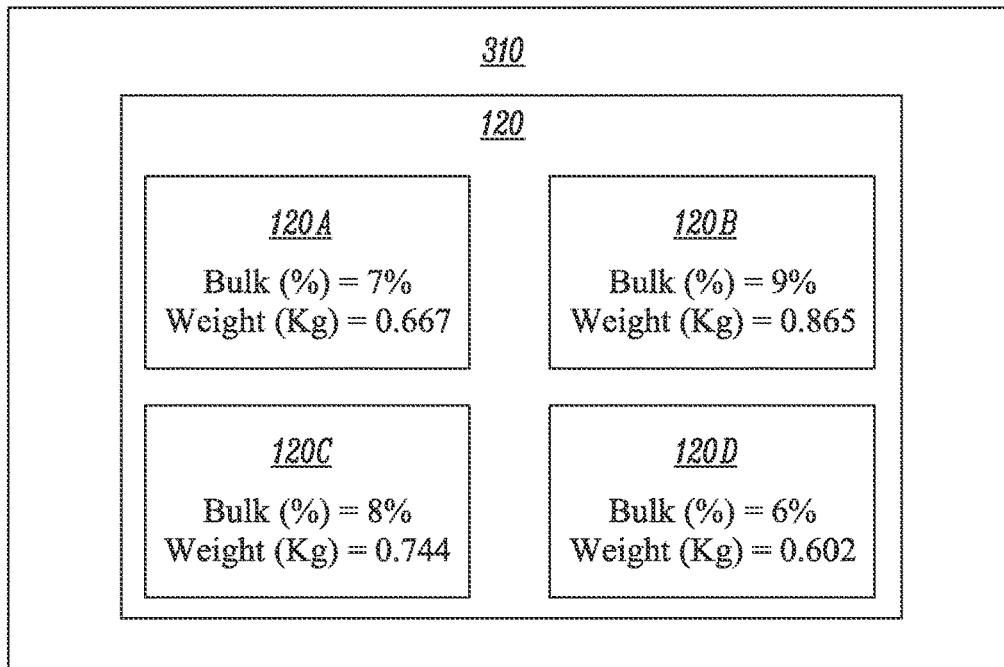 310
120
120A
Bulk (%) = 7%
Weight (Kg) = 0.667
120B
Bulk (%) = 9%
Weight (Kg) = 0.865
120C
Bulk (%) = 8%
Weight (Kg) = 0.744
120D
Bulk (%) = 6%
Weight (Kg) = 0.602